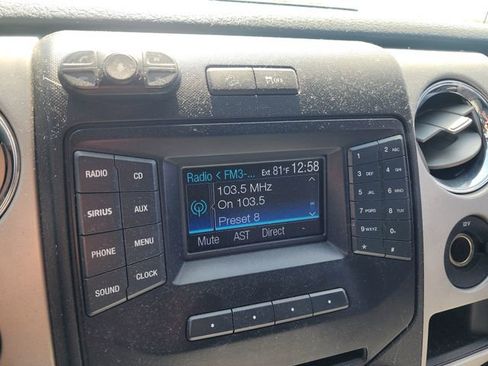 OFF
Radio < FM3-... Ext 81°F 12:58
103.5 MHz
On 103.5
Preset 8
Mute AST Direct -
RADIO CD
SIRIUS AUX
PHONE MENU
SOUND CLOCK
1 2 ABC
3 DEF 4 GHI
5 JKL 6 MNO
7 PQRS 8 TUV
9 WXYZ 0
* #
12V